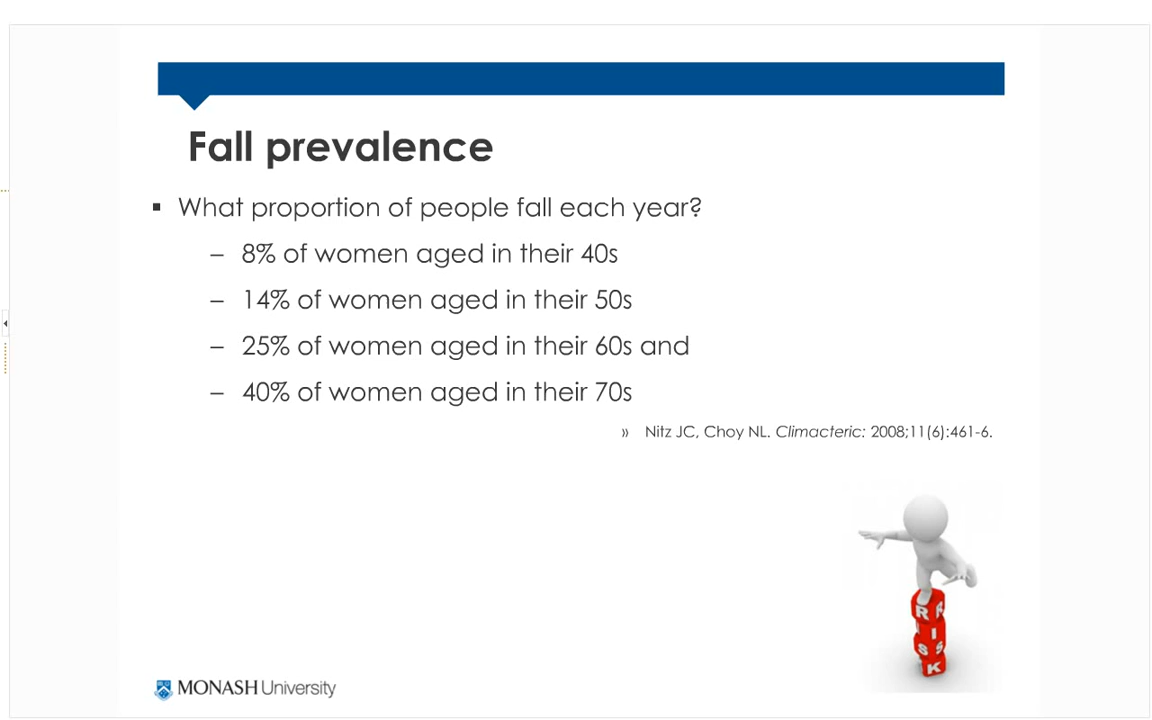 Fall prevalence
▪ What proportion of people fall each year?
– 8% of women aged in their 40s
– 14% of women aged in their 50s
– 25% of women aged in their 60s and
– 40% of women aged in their 70s
» Nitz JC, Choy NL. Climacteric: 2008;11(6):461-6.
R R
I I
S S
K
MONASH University